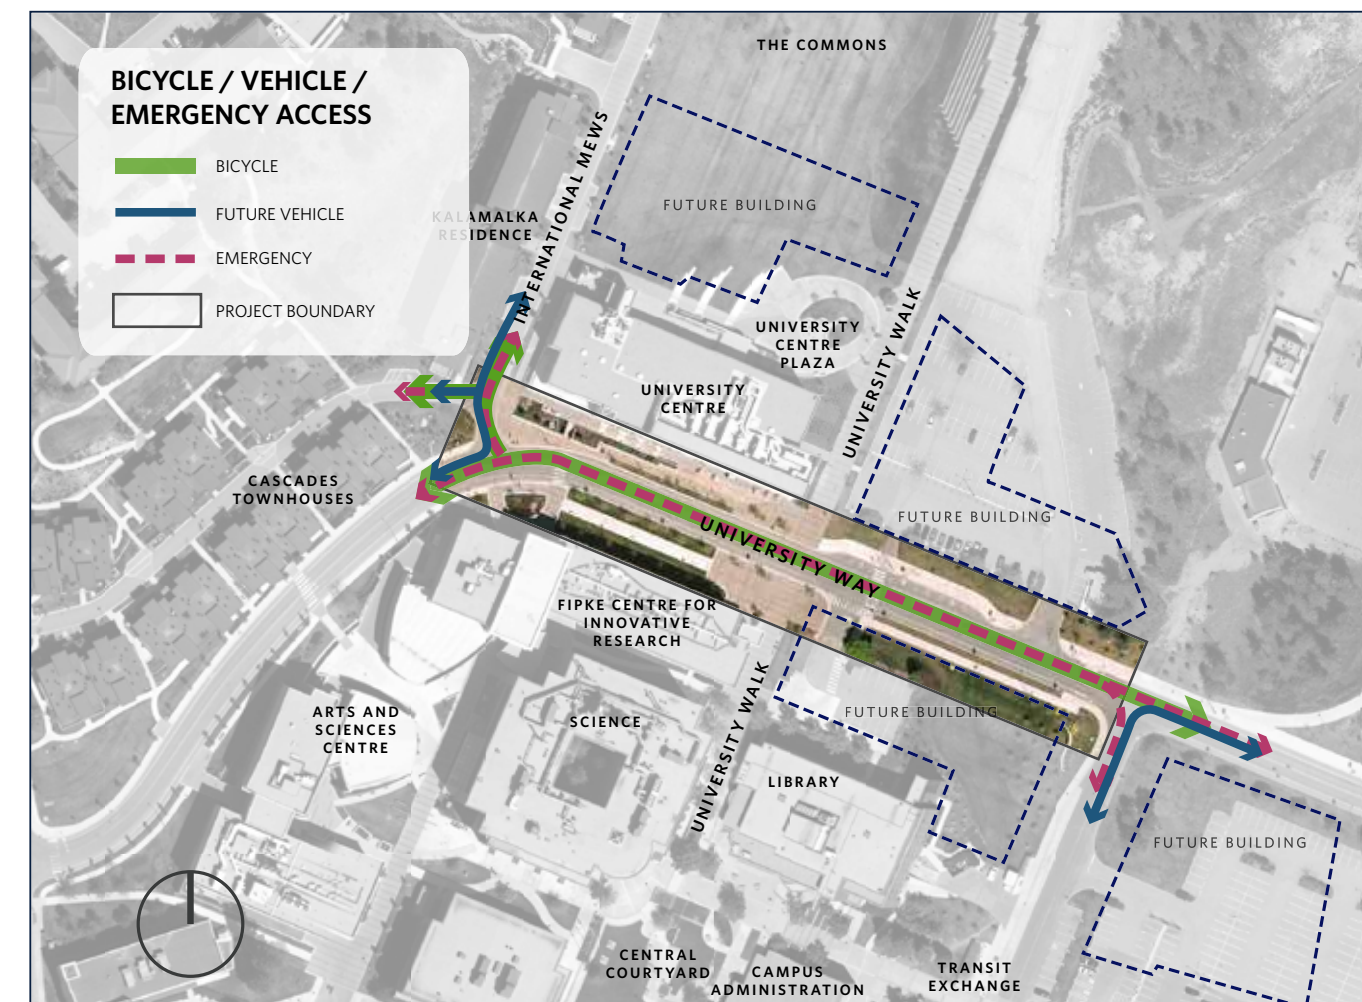 THE COMMONS
BICYCLE / VEHICLE /
EMERGENCY ACCESS
BICYCLE
FUTURE VEHICLE
EMERGENCY
PROJECT BOUNDARY
KALAMALKA
RESIDENCE
INTERNATIONAL MEWS
FUTURE BUILDING
UNIVERSITY
CENTRE
PLAZA
UNIVERSITY WALK
UNIVERSITY
CENTRE
CASCADES
TOWNHOUSES
FUTURE BUILDING
UNIVERSITY WAY
FIPKE CENTRE FOR
INNOVATIVE
RESEARCH
ARTS AND
SCIENCES
CENTRE
SCIENCE
UNIVERSITY WALK
FUTURE BUILDING
LIBRARY
FUTURE BUILDING
CENTRAL
COURTYARD
CAMPUS
ADMINISTRATION
TRANSIT
EXCHANGE